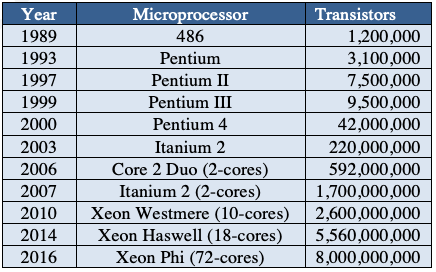 Year Microprocessor Transistors
1989 486 1,200,000
1993 Pentium 3,100,000
1997 Pentium II 7,500,000
1999 Pentium III 9,500,000
2000 Pentium 4 42,000,000
2003 Itanium 2 220,000,000
2006 Core 2 Duo (2-cores) 592,000,000
2007 Itanium 2 (2-cores) 1,700,000,000
2010 Xeon Westmere (10-cores) 2,600,000,000
2014 Xeon Haswell (18-cores) 5,560,000,000
2016 Xeon Phi (72-cores) 8,000,000,000